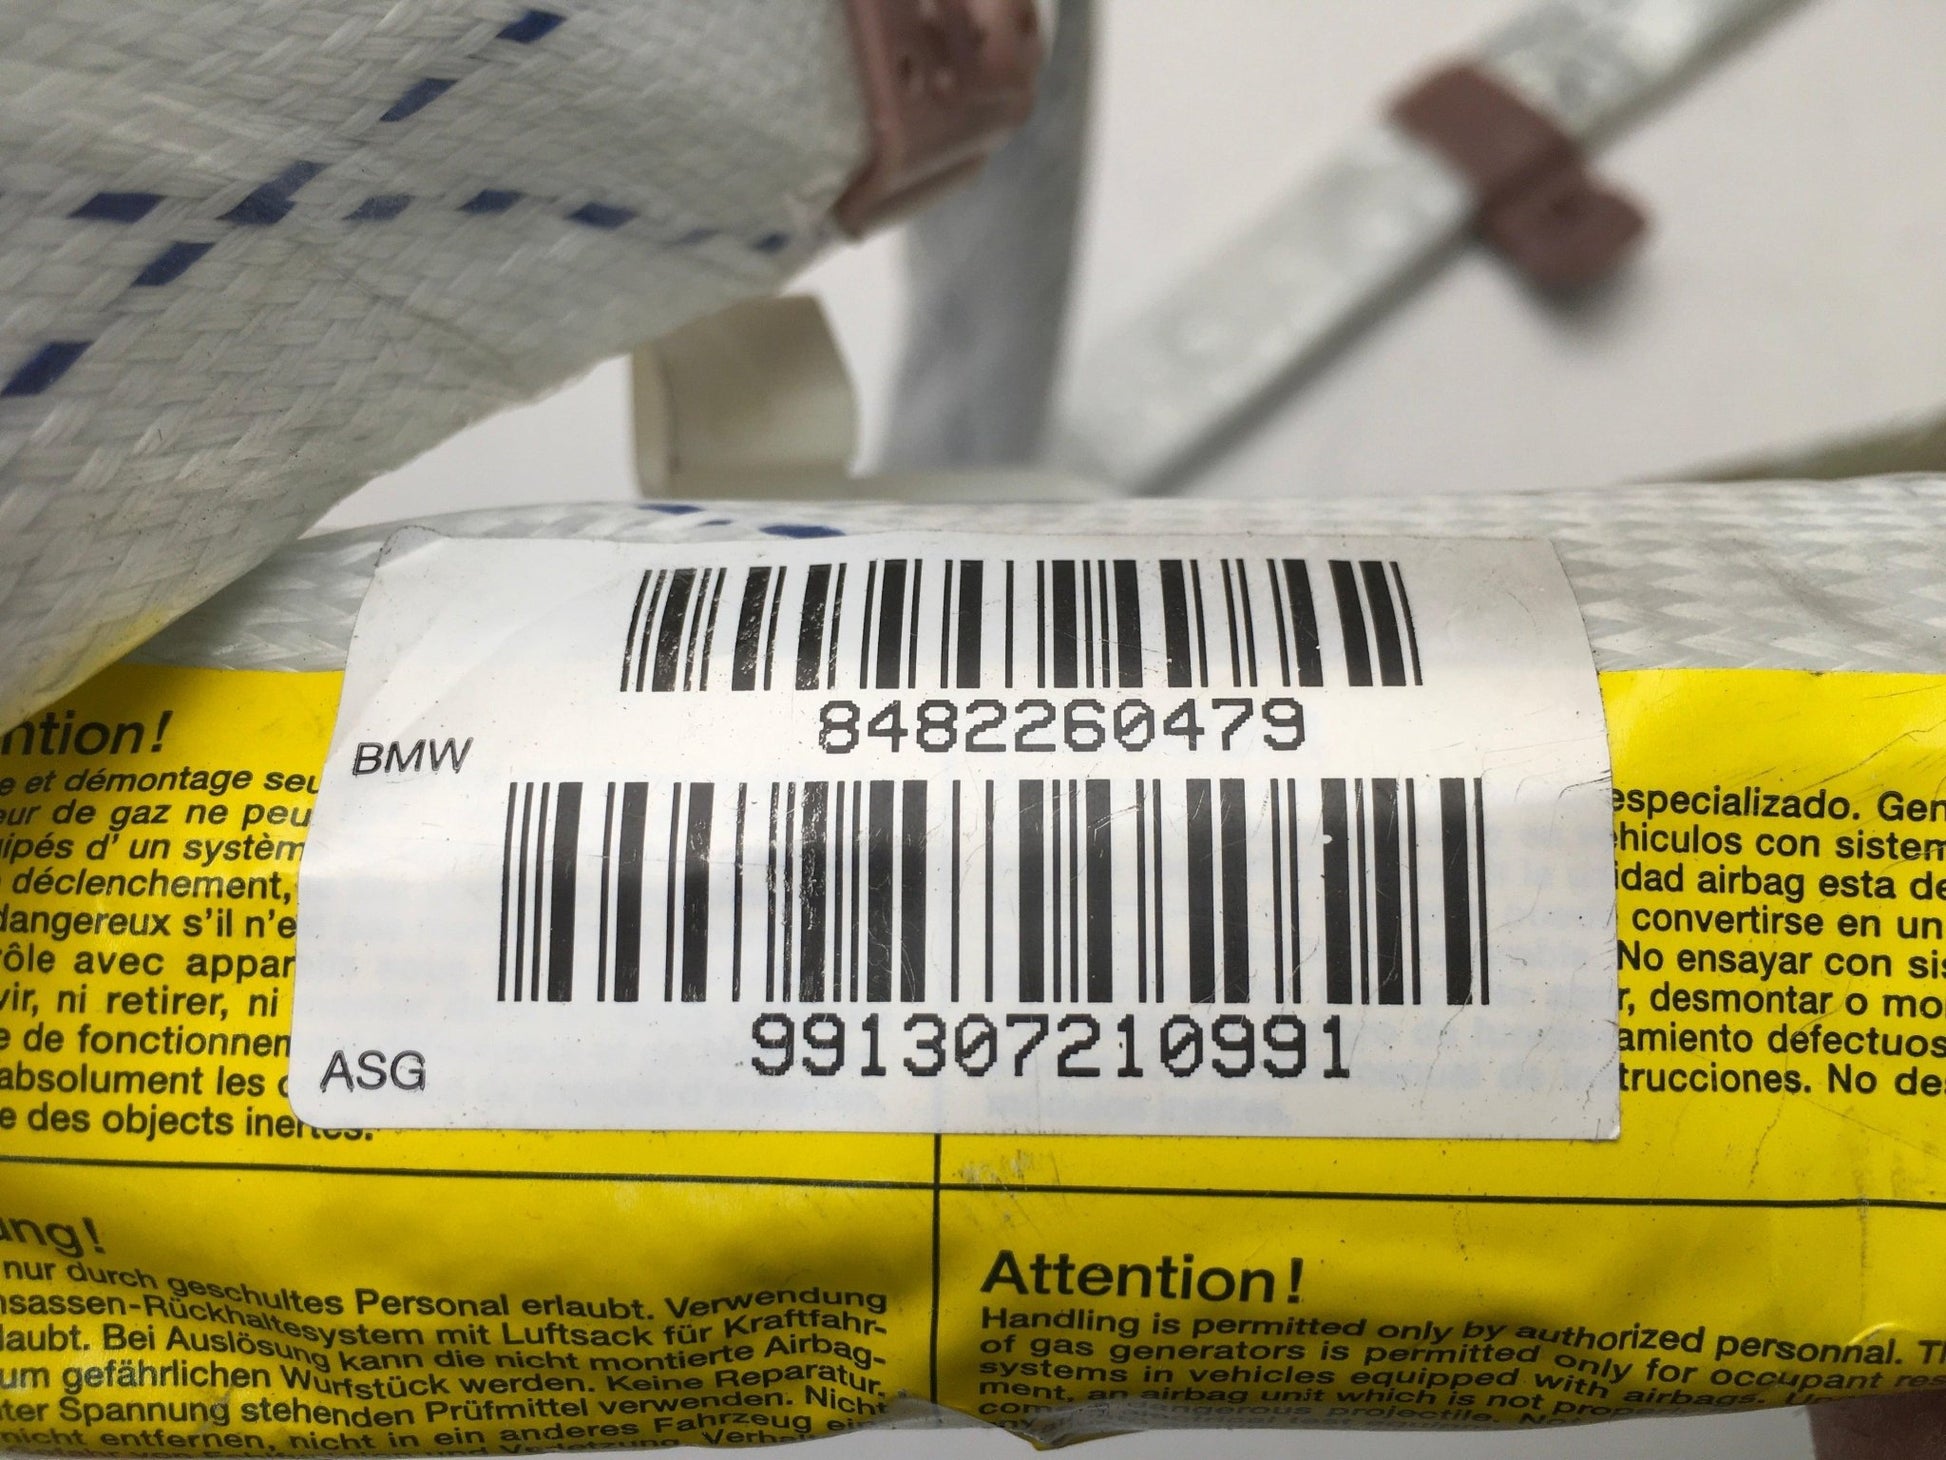 8482260479
BMW
991307210991
ASG
ntion!
e et démontage seu
eur de gaz ne peu
ipés d' un systèm
déclenchement,
dangereux s'il n'e
ôle avec appar
vir, ni retirer, ni
e de fonctionnen
absolument les
e des objects inertes.
especializado. Gen
ehiculos con sistem
idad airbag esta de
convertirse en un
No ensayar con sis
r, desmontar o mo
amiento defectuos
trucciones. No de
ung!
nur durch geschultes Personal erlaubt. Verwendung
nsassen-Rückhaltesystem mit Luftsack für Kraftfahr-
laubt. Bei Auslösung kann die nicht montierte Airbag-
um gefährlichen Wurfstück werden. Keine Reparatur,
nter Spannung stehenden Prüfmittel verwenden. Nicht
nicht entfernen, nicht in ein anderes Fahrzeug
Attention!
Handling is permitted only by authorized personnal.
of gas generators is permitted only for occupant res
systems in vehicles equipped with airbags.
ment, an airbag unit which is not
dangerous projectile.